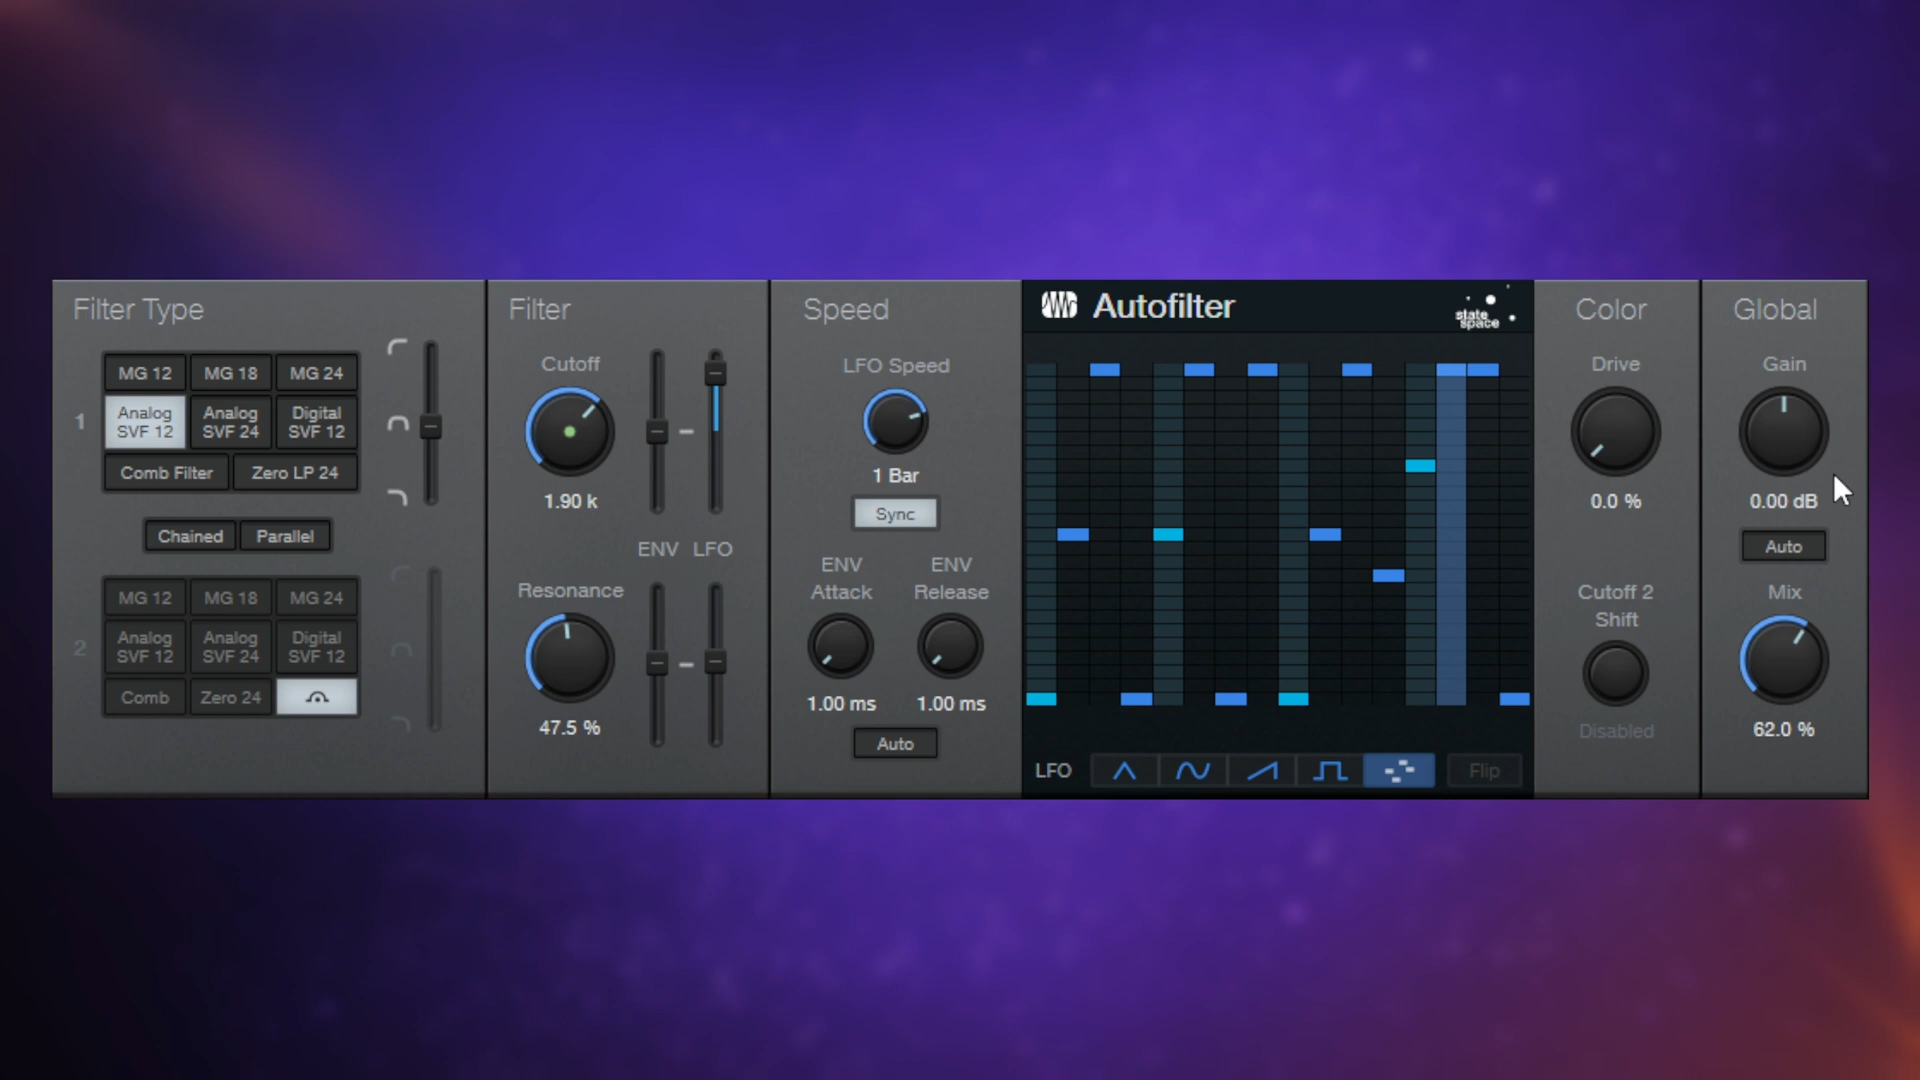 Filter Type
1
MG 12
MG 18
MG 24
Analog
SVF 12
Analog
SVF 24
Digital
SVF 12
Comb Filter
Zero LP 24
Chained
Parallel
2
MG 12
MG 18
MG 24
Analog
SVF 12
Analog
SVF 24
Digital
SVF 12
Comb
Zero 24
Filter
Cutoff
1.90 k
ENV
LFO
Resonance
47.5 %
Speed
LFO Speed
1 Bar
Sync
ENV
Attack
ENV
Release
1.00 ms
1.00 ms
Auto
Autofilter
state
space
LFO
Flip
Color
Drive
0.0 %
Cutoff 2
Shift
Disabled
Global
Gain
0.00 dB
Auto
Mix
62.0 %